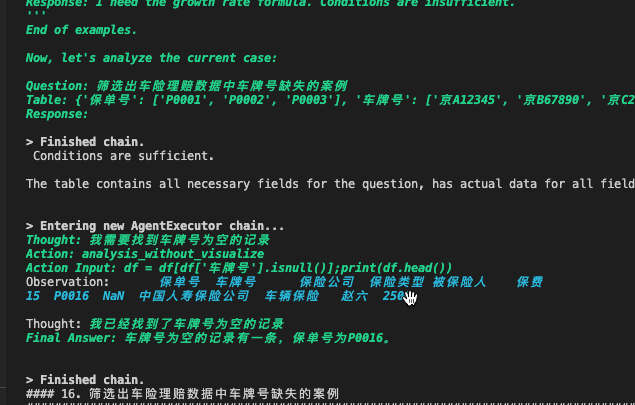 Response: I need the growth rate formula. Conditions are insufficient.
'''
End of examples.
Now, let's analyze the current case:
Question: 筛选出车险理赔数据中车牌号缺失的案例
Table: {'保单号': ['P0001', 'P0002', 'P0003'], '车牌号': ['京A12345', '京B67890', '京C2
Response:
> Finished chain.
Conditions are sufficient.
The table contains all necessary fields for the question, has actual data for all field
> Entering new AgentExecutor chain...
Thought: 我需要找到车牌号为空的记录
Action: analysis_without_visualize
Action Input: df = df[df['车牌号'].isnull()];print(df.head())
Observation: 保单号 车牌号 保险公司 保险类型 被保险人 保费
15 P0016 NaN 中国人寿保险公司 车辆保险 赵六 250
Thought: 我已经找到了车牌号为空的记录
Final Answer: 车牌号为空的记录有一条, 保单号为P0016。
> Finished chain.
#### 16. 筛选出车险理赔数据中车牌号缺失的案例